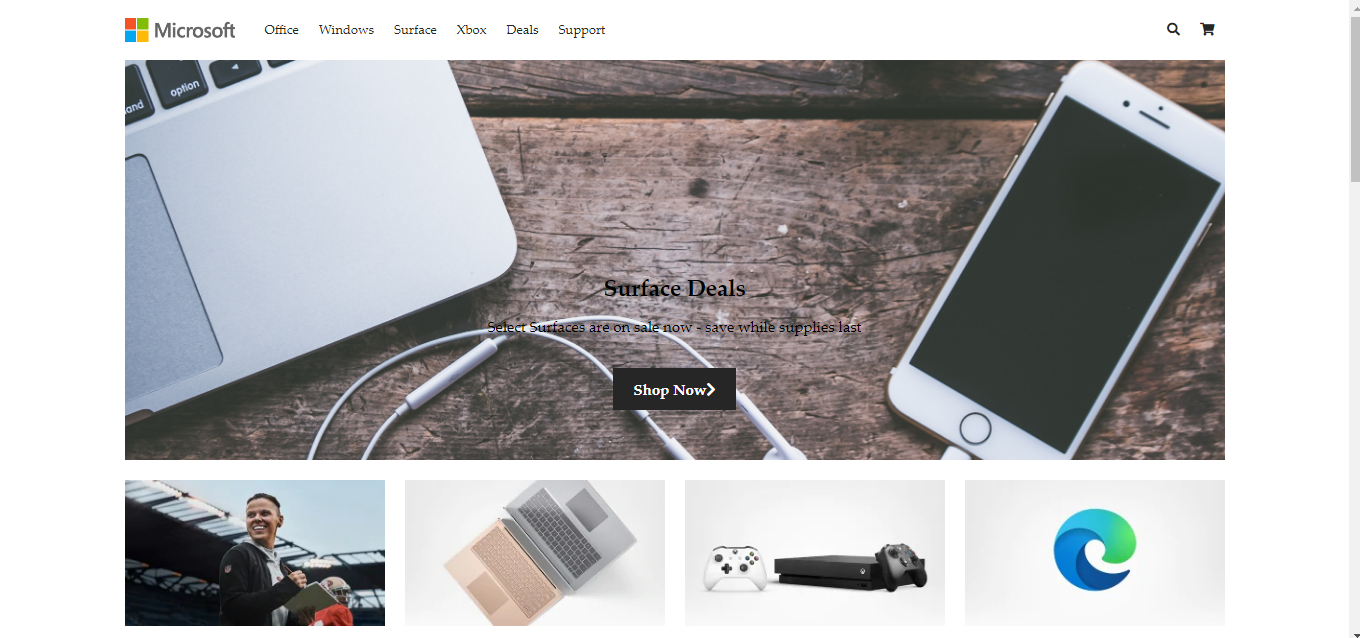 Microsoft
Office
Windows
Surface
Xbox
Deals
Support
option
and
Surface Deals
Select Surfaces are on sale now - save while supplies last
Shop Now